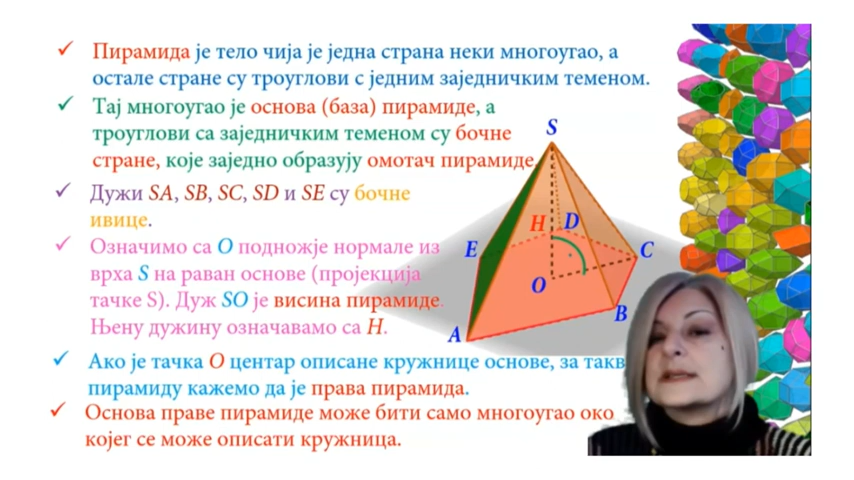 Пирамида је тело чија је једна страна неки многоугао, а
остале стране су троуглови с једним заједничким теменом.
Тај многоугао је основа (база) пирамиде, а
троуглови са заједничким теменом су бочне
стране, које заједно образују омотач пирамиде.
Дужи SA, SB, SC, SD и SE су бочне
ивице.
Означимо са O подножје нормале из
врха S на раван основе (пројекција
тачке S). Дуж SO је висина пирамиде.
Њену дужину означавамо са H.
Ако је тачка O центар описане кружнице основе, за такв
пирамиду кажемо да је права пирамида.
Основа праве пирамиде може бити само многоугао око
којег се може описати кружница.
S
H D
E
C
O
B
A